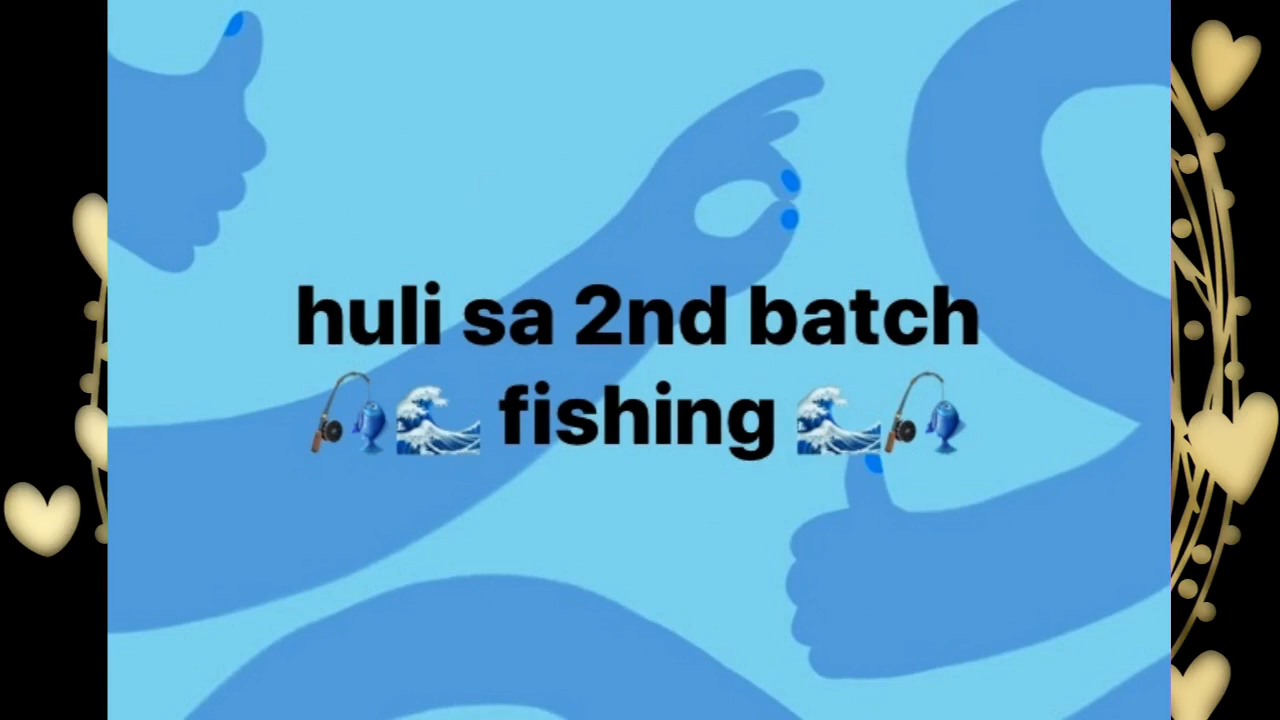 huli sa 2nd batch
🎣🌊 fishing 🌊🎣